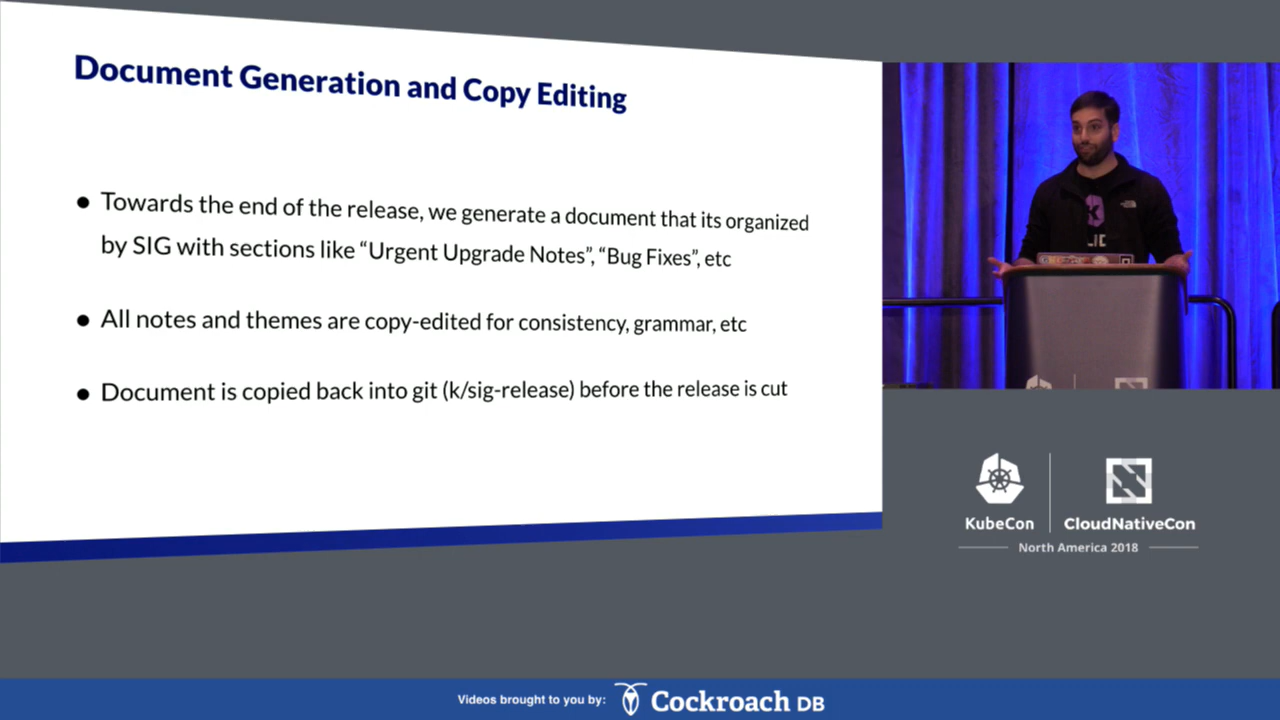 Document Generation and Copy Editing
● Towards the end of the release, we generate a document that its organized
by SIG with sections like “Urgent Upgrade Notes”, “Bug Fixes”, etc
● All notes and themes are copy-edited for consistency, grammar, etc
● Document is copied back into git (k/sig-release) before the release is cut
KubeCon
CloudNativeCon
North America 2018
Videos brought to you by:
Cockroach DB